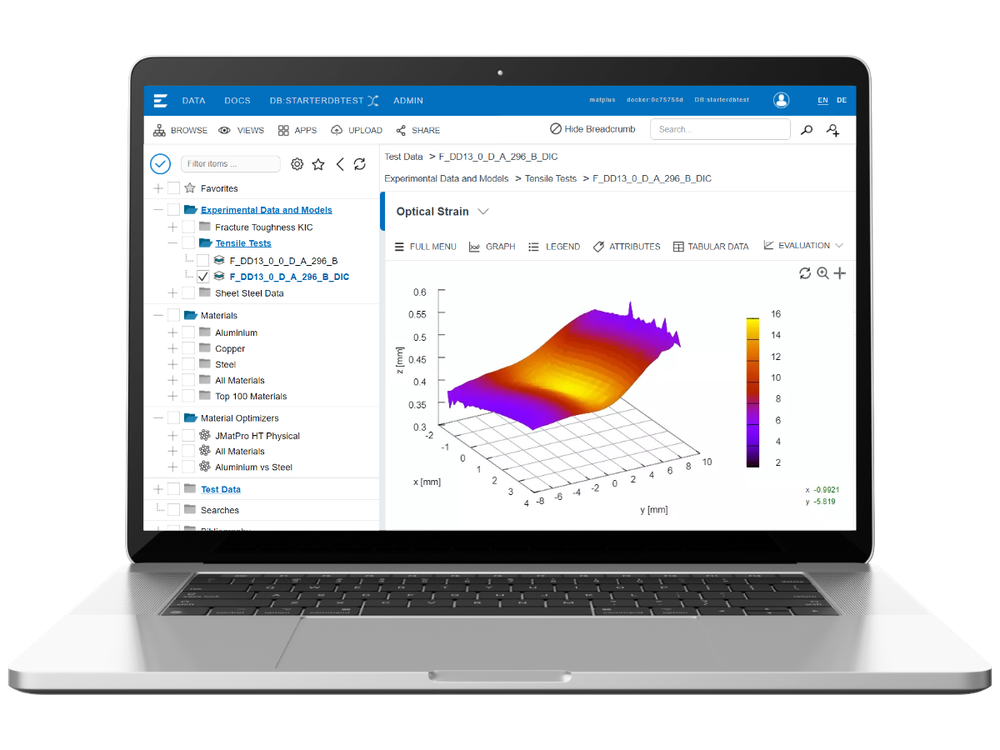 DATA DOCS DB:STARTERDBTEST ADMIN matplus docker:0c75755d DB:starterdbtest EN DE
BROWSE VIEWS APPS UPLOAD SHARE Hide Breadcrumb Search...
Filter items ...
Favorites
Experimental Data and Models
Fracture Toughness KIC
Tensile Tests
F_DD13_0_0_D_A_296_B
F_DD13_0_D_A_296_B_DIC
Sheet Steel Data
Materials
Aluminium
Copper
Steel
All Materials
Top 100 Materials
Material Optimizers
JMatPro HT Physical
All Materials
Aluminium vs Steel
Test Data
Searches
Test Data > F_DD13_0_D_A_296_B_DIC
Experimental Data and Models > Tensile Tests > F_DD13_0_D_A_296_B_DIC
Optical Strain
FULL MENU GRAPH LEGEND ATTRIBUTES TABULAR DATA EVALUATION
0.6
0.55
0.5
0.45
0.4
0.35
0.3
z [mm]
-2
-1
0
1
2
3
4
x [mm]
-8 -6 -4 -2 0 2 4 6 8 10
y [mm]
16
14
12
10
8
6
4
2
x -0.9921
y -5.819